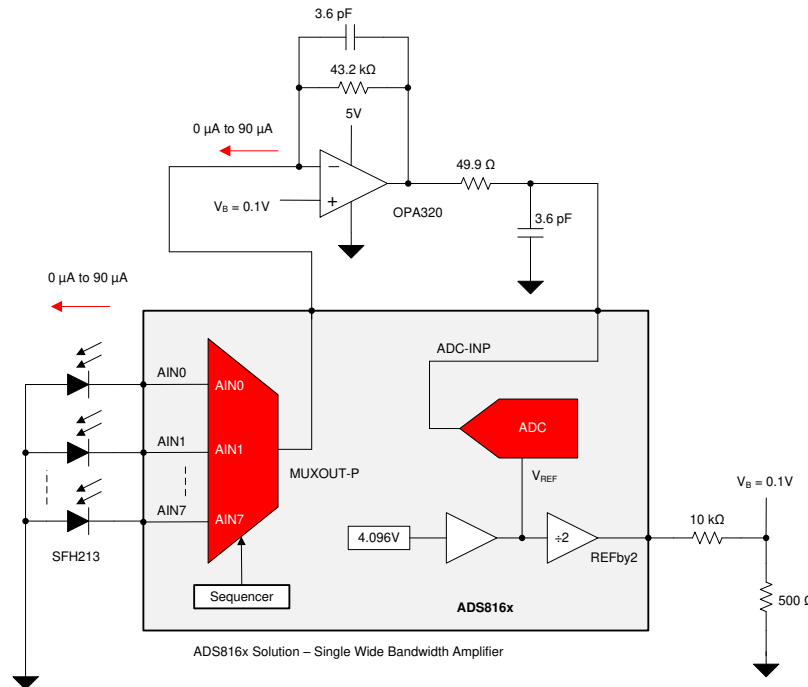 3.6 pF
43.2 kΩ
5V
0 µA to 90 µA
−
+
V_B = 0.1V
OPA320
49.9 Ω
3.6 pF
0 µA to 90 µA
AIN0
AIN0
AIN1
AIN1
AIN7
AIN7
MUXOUT-P
SFH213
Sequencer
ADC-INP
ADC
V_REF
4.096V
÷2
REFby2
ADS816x
V_B = 0.1V
10 kΩ
500 Ω
ADS816x Solution – Single Wide Bandwidth Amplifier